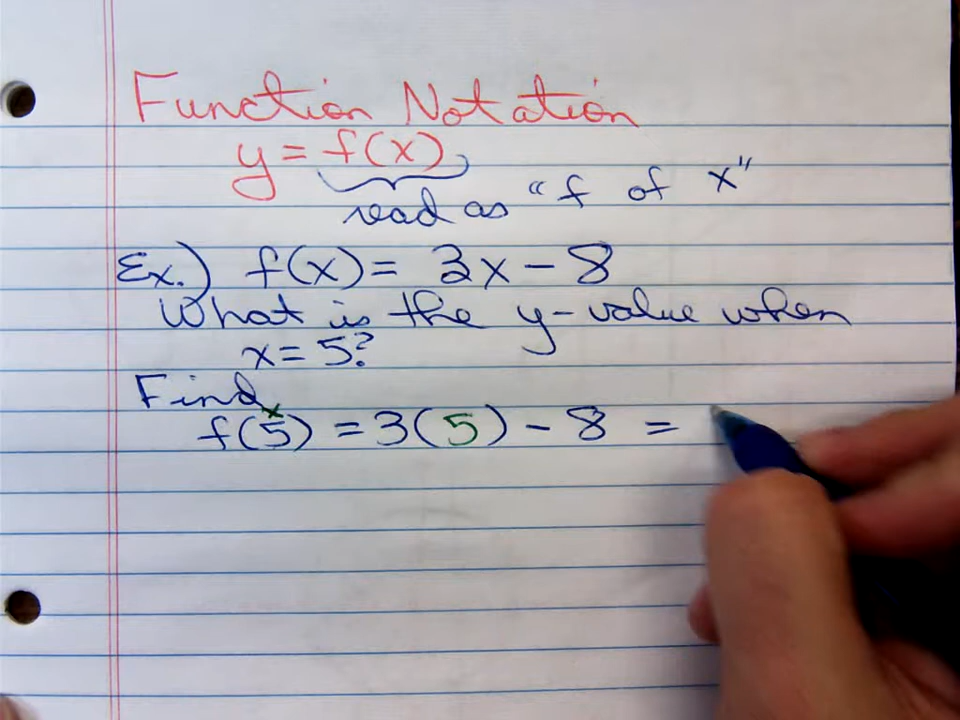 Function Notation
y = f(x)
read as "f of x"
Ex.) f(x) = 3x - 8
What is the y-value when
x = 5?
Find
x
f(5) = 3(5) - 8 =